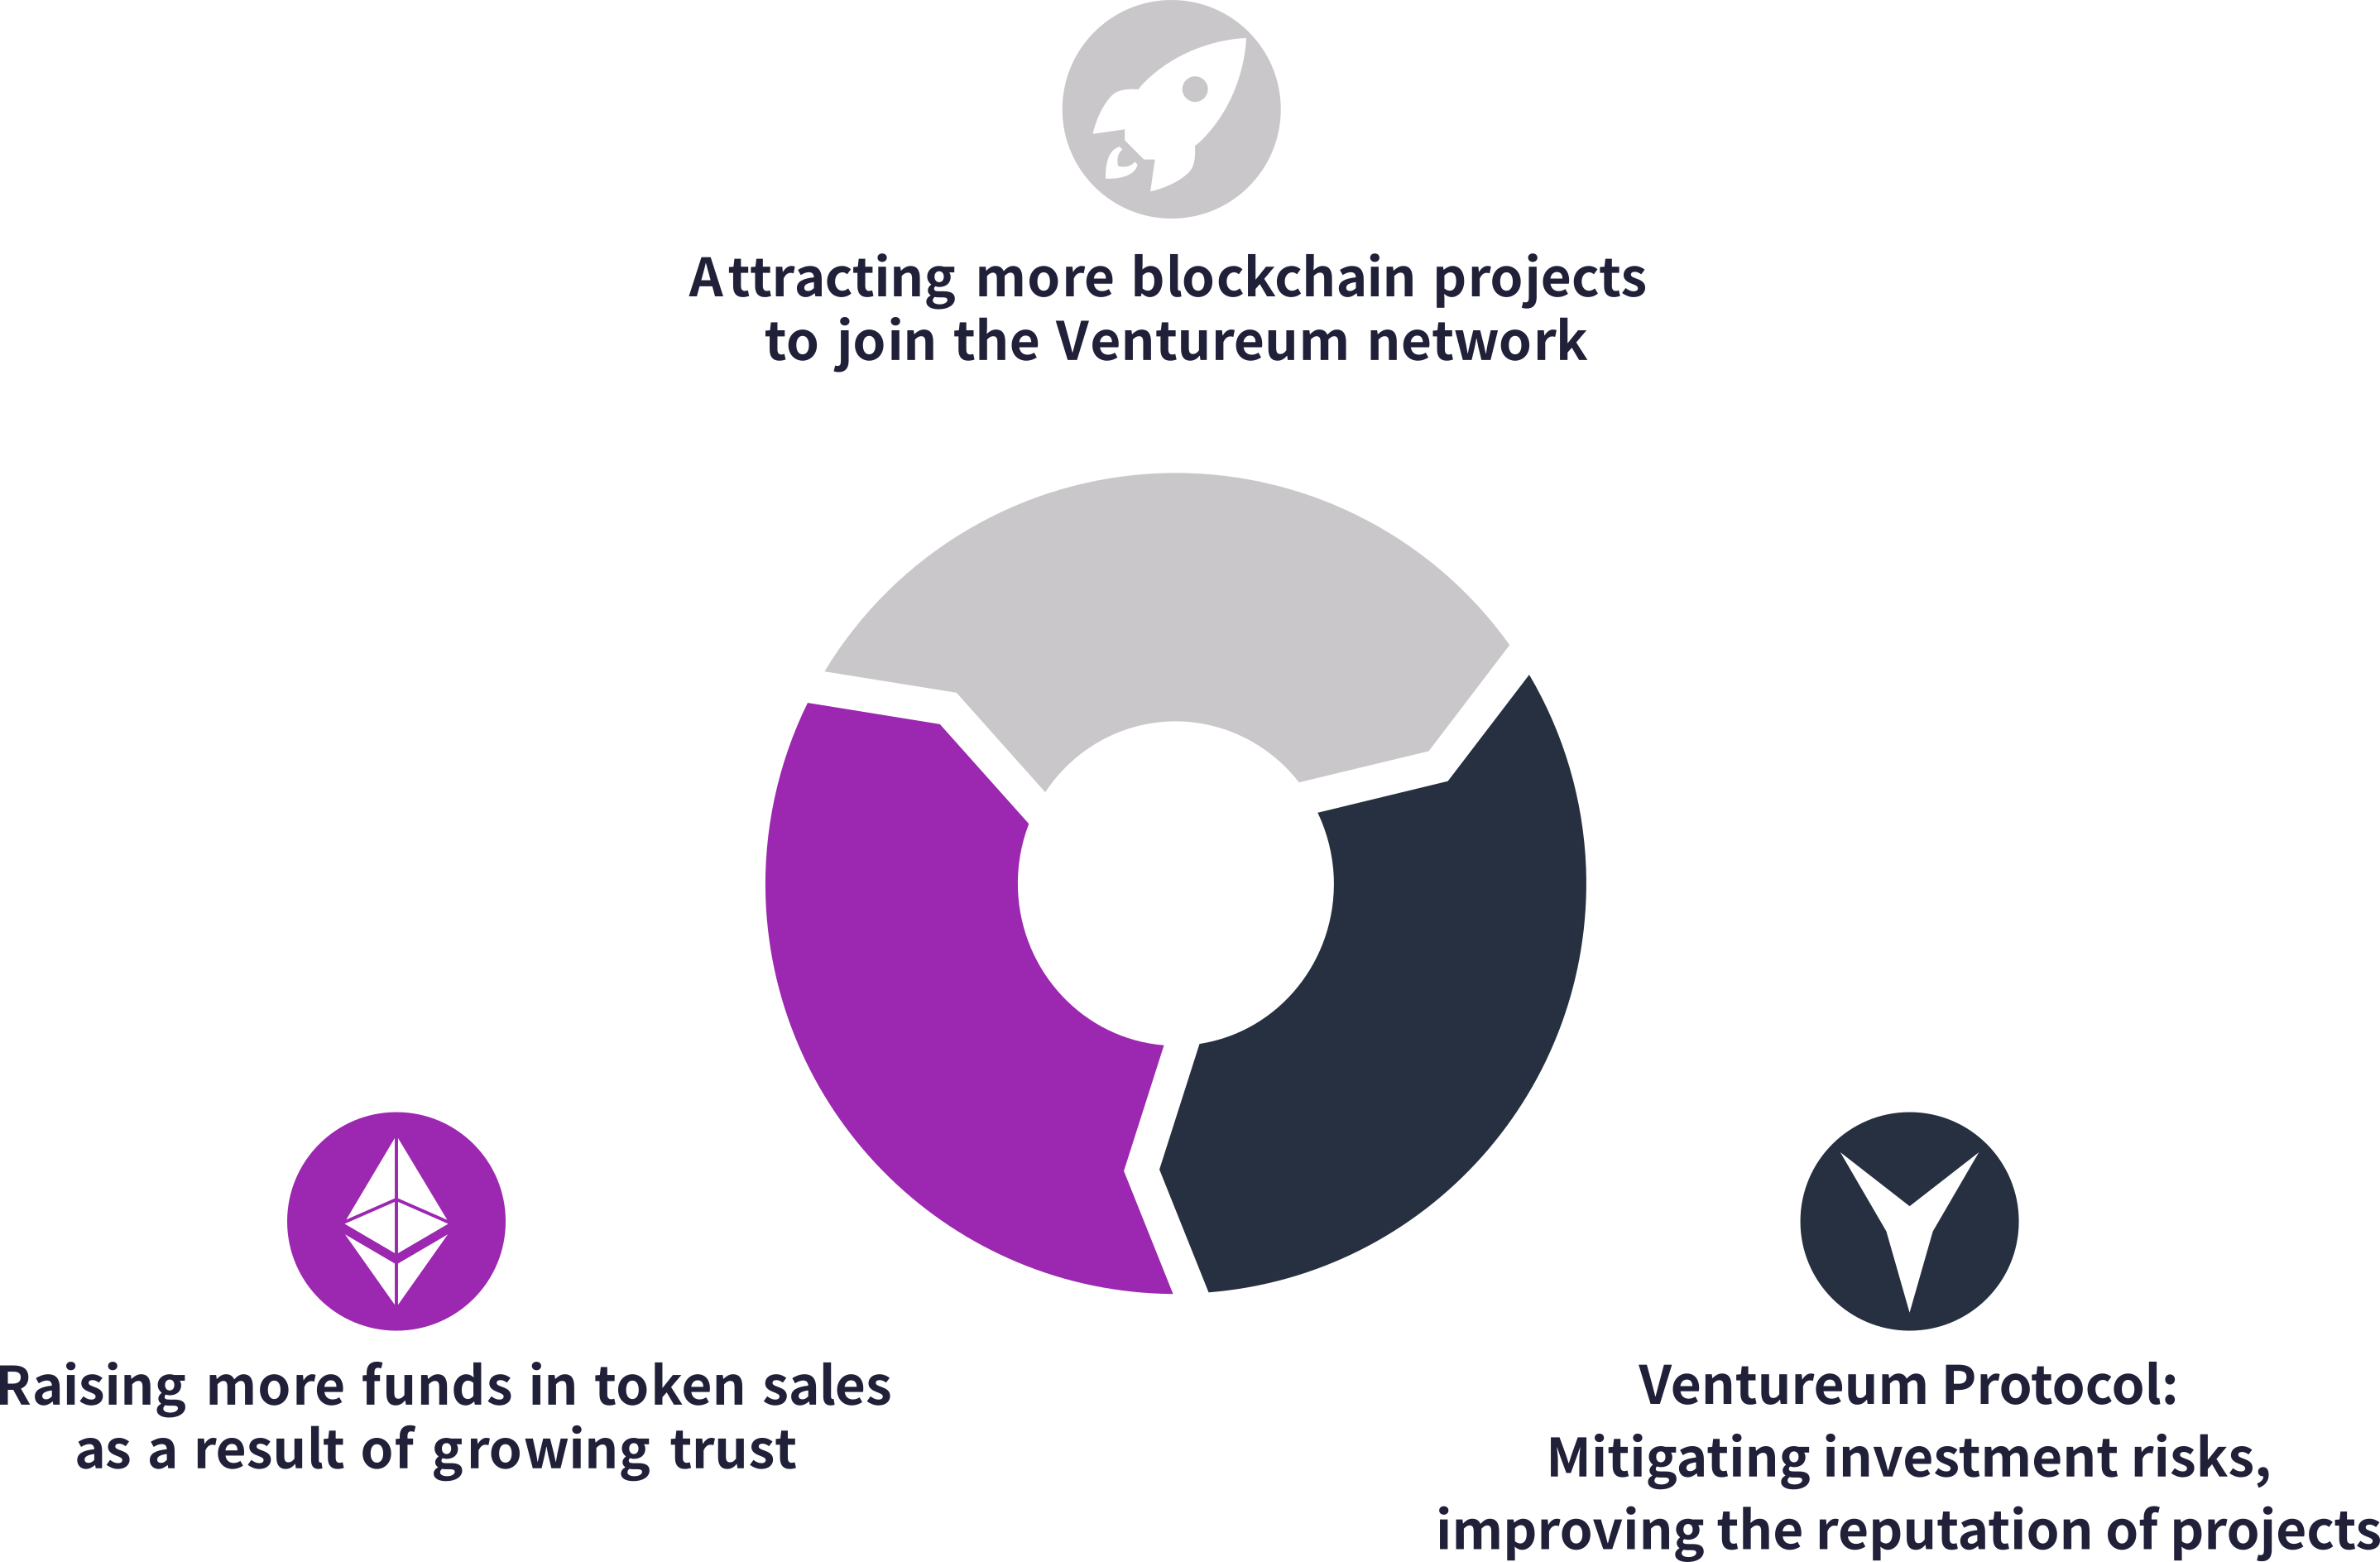 Attracting more blockchain projects
to join the Ventureum network
Raising more funds in token sales
as a result of growing trust
Ventureum Protocol:
Mitigating investment risks,
improving the reputation of projects